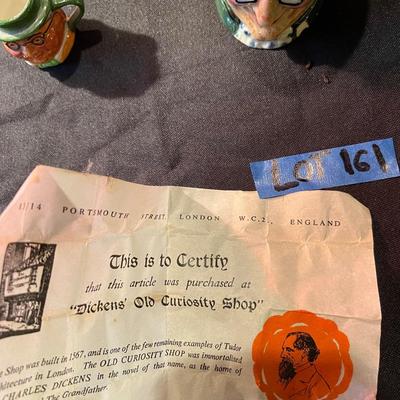 LOT 161
13/14 PORTSMOUTH STREET, LONDON W.C.2., ENGLAND
This is to Certify
that this article was purchased at
"Dickens' Old Curiosity Shop"
Shop was built in 1567, and is one of the few remaining examples of Tudor
architecture in London. The OLD CURIOSITY SHOP was immortalised
CHARLES DICKENS in the novel of that name, as the home of
The Grandfather.